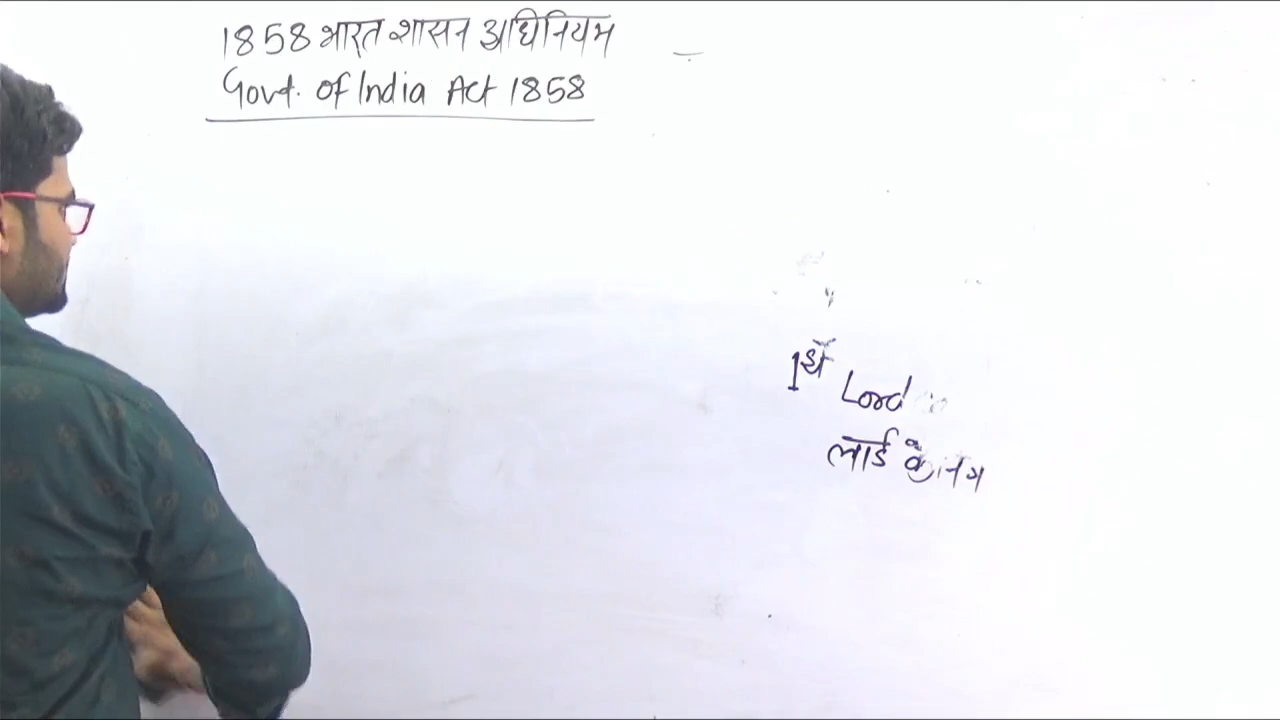 1858 भारत शासन अधिनियम
Govt. of India Act 1858
1st
Lord
लार्ड कैनिंग